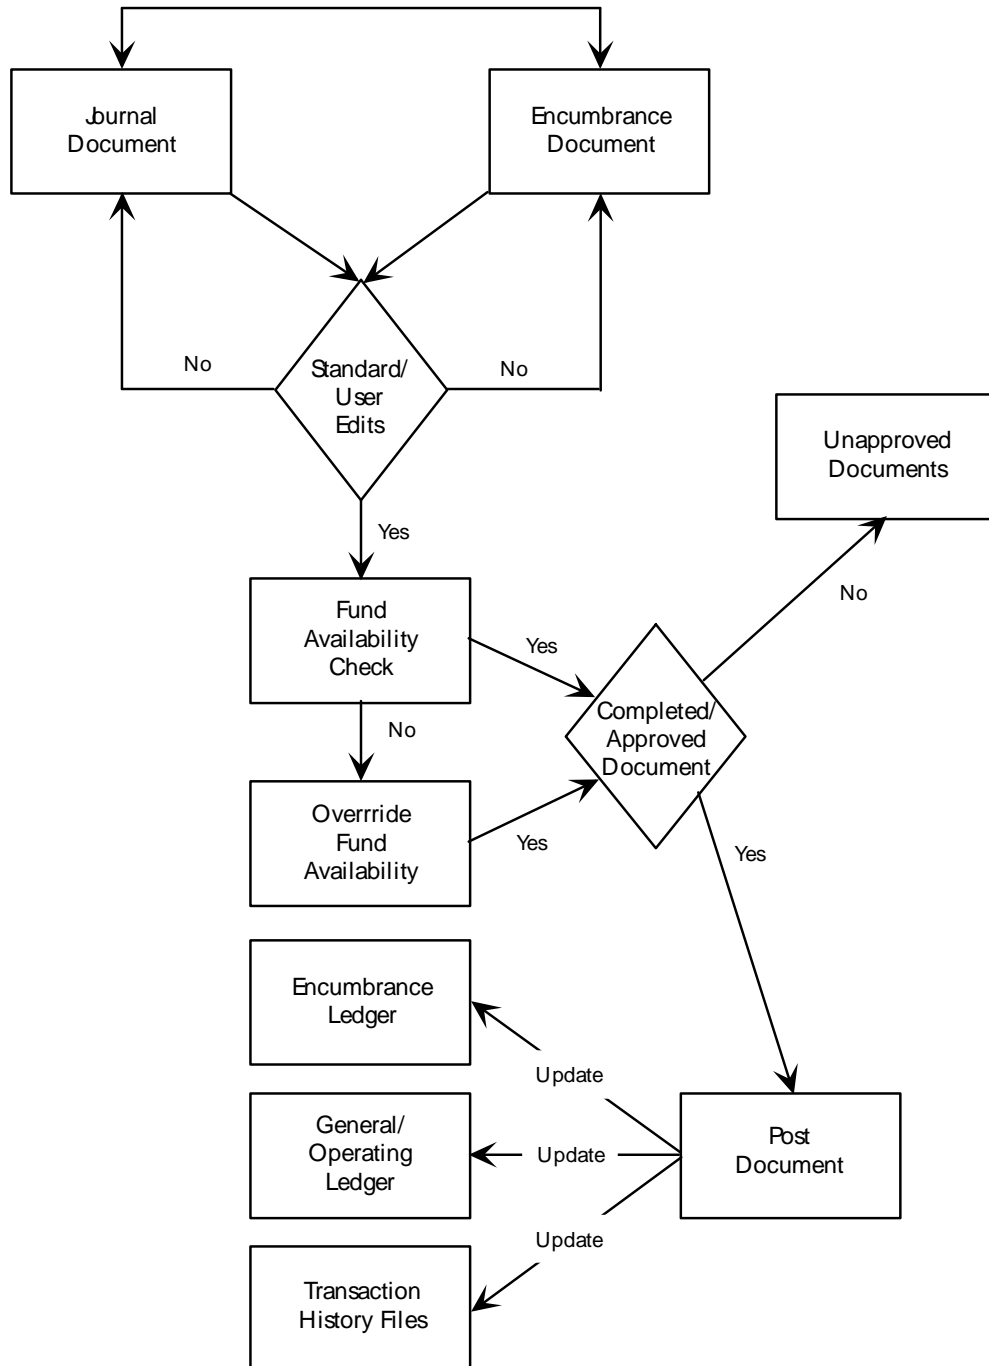 Journal
Document
Encumbrance
Document
No
Standard/
User
Edits
No
Unapproved
Documents
Yes
No
Fund
Availability
Check
Yes
Completed/
Approved
Document
No
Overrride
Fund
Availability
Yes
Yes
Encumbrance
Ledger
Update
General/
Operating
Ledger
Update
Post
Document
Update
Transaction
History Files